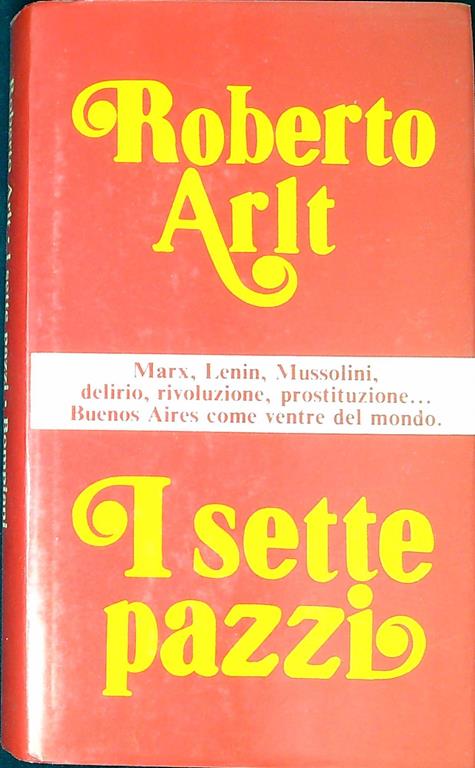 Roberto
Arlt
Marx, Lenin, Mussolini,
delirio, rivoluzione, prostituzione...
Buenos Aires come ventre del mondo.
I sette
pazzi